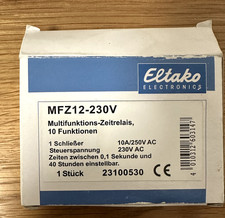 Eltako
ELECTRONICS
MFZ12-230V
Multifunktions-Zeitrelais,
10 Funktionen
1 Schließer 10A/250V AC
Steuerspannung 230V AC
Zeiten zwischen 0,1 Sekunde und
40 Stunden einstellbar.
1 Stück 23100530